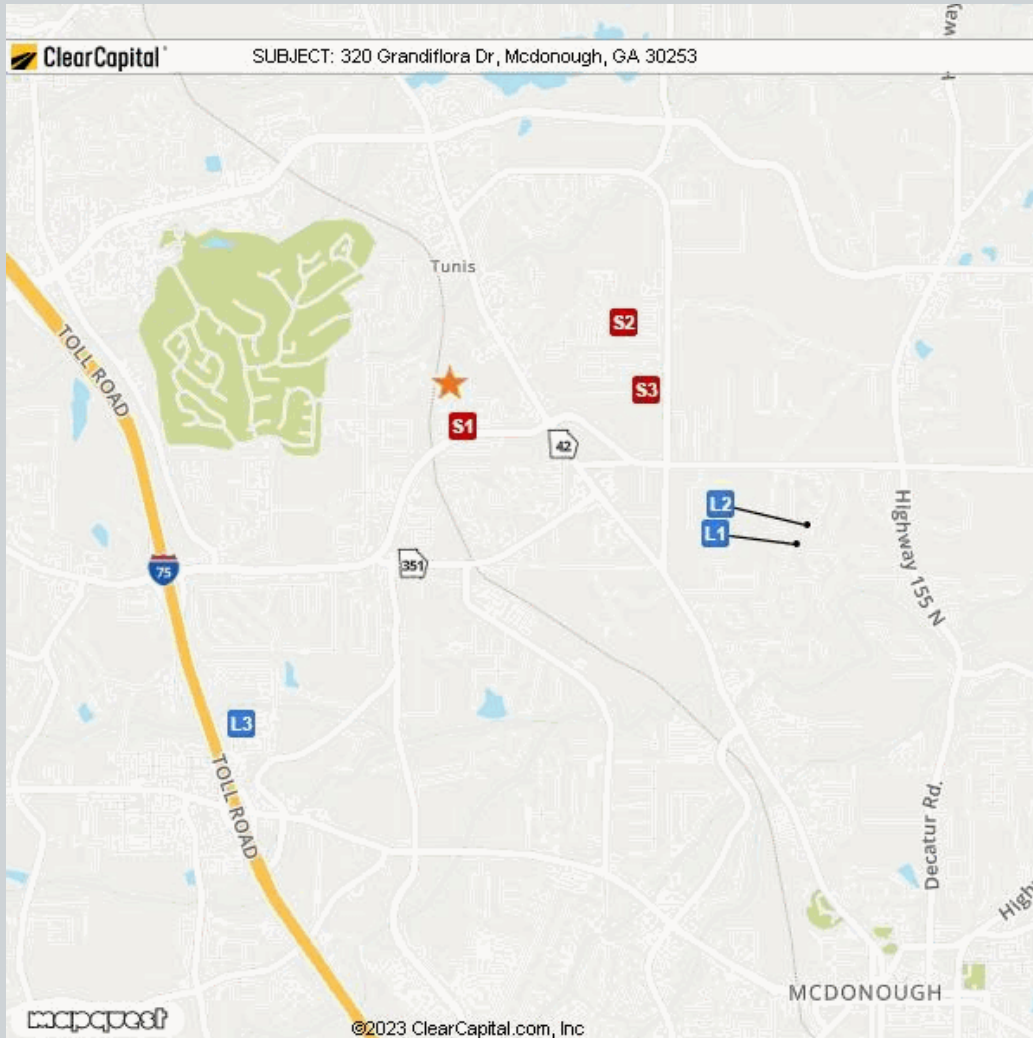 ClearCapital
SUBJECT: 320 Grandiflora Dr, Mcdonough, GA 30253
Tunis
TOLL ROAD
S2
S3
S1
42
L2
L1
Highway 155 N
351
75
L3
TOLL ROAD
Decatur Rd.
High
MCDONOUGH
mapquest
©2023 ClearCapital.com, Inc